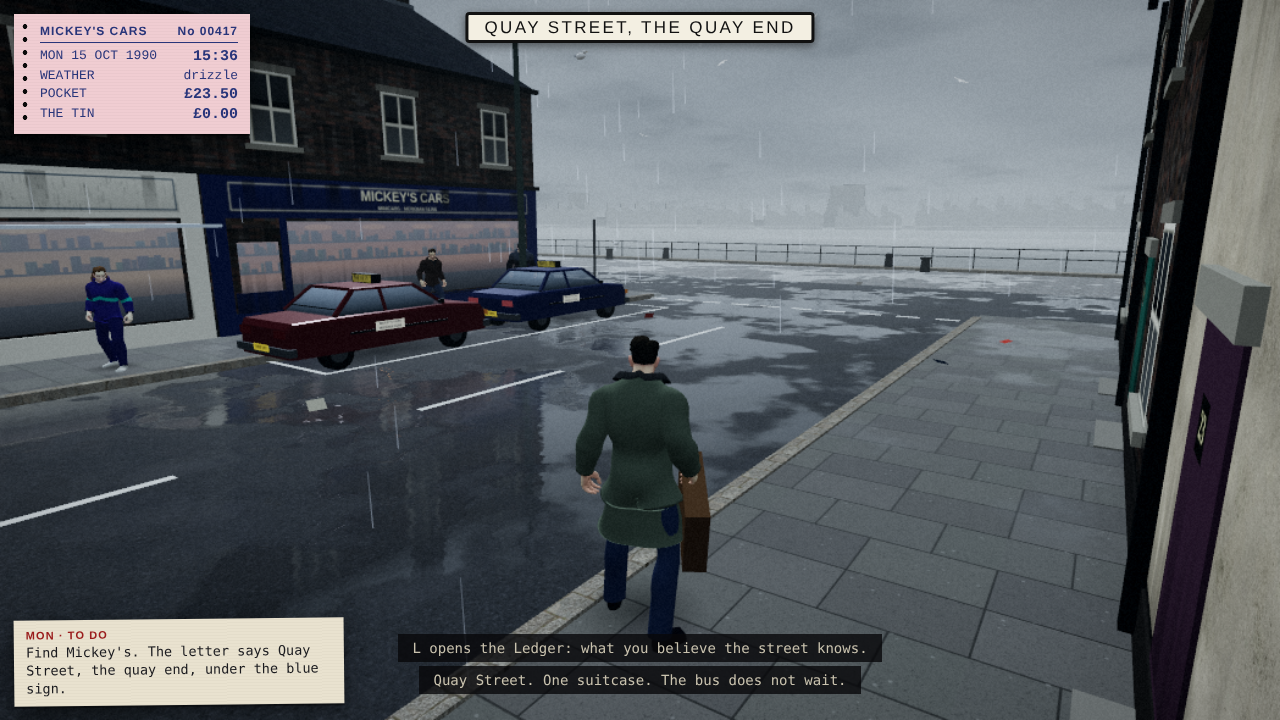 MICKEY'S CARS No 00417
MON 15 OCT 1990 15:36
WEATHER drizzle
POCKET £23.50
THE TIN £0.00
QUAY STREET, THE QUAY END
MICKEY'S CARS
MON · TO DO
Find Mickey's. The letter says Quay
Street, the quay end, under the blue
sign.
L opens the Ledger: what you believe the street knows.
Quay Street. One suitcase. The bus does not wait.